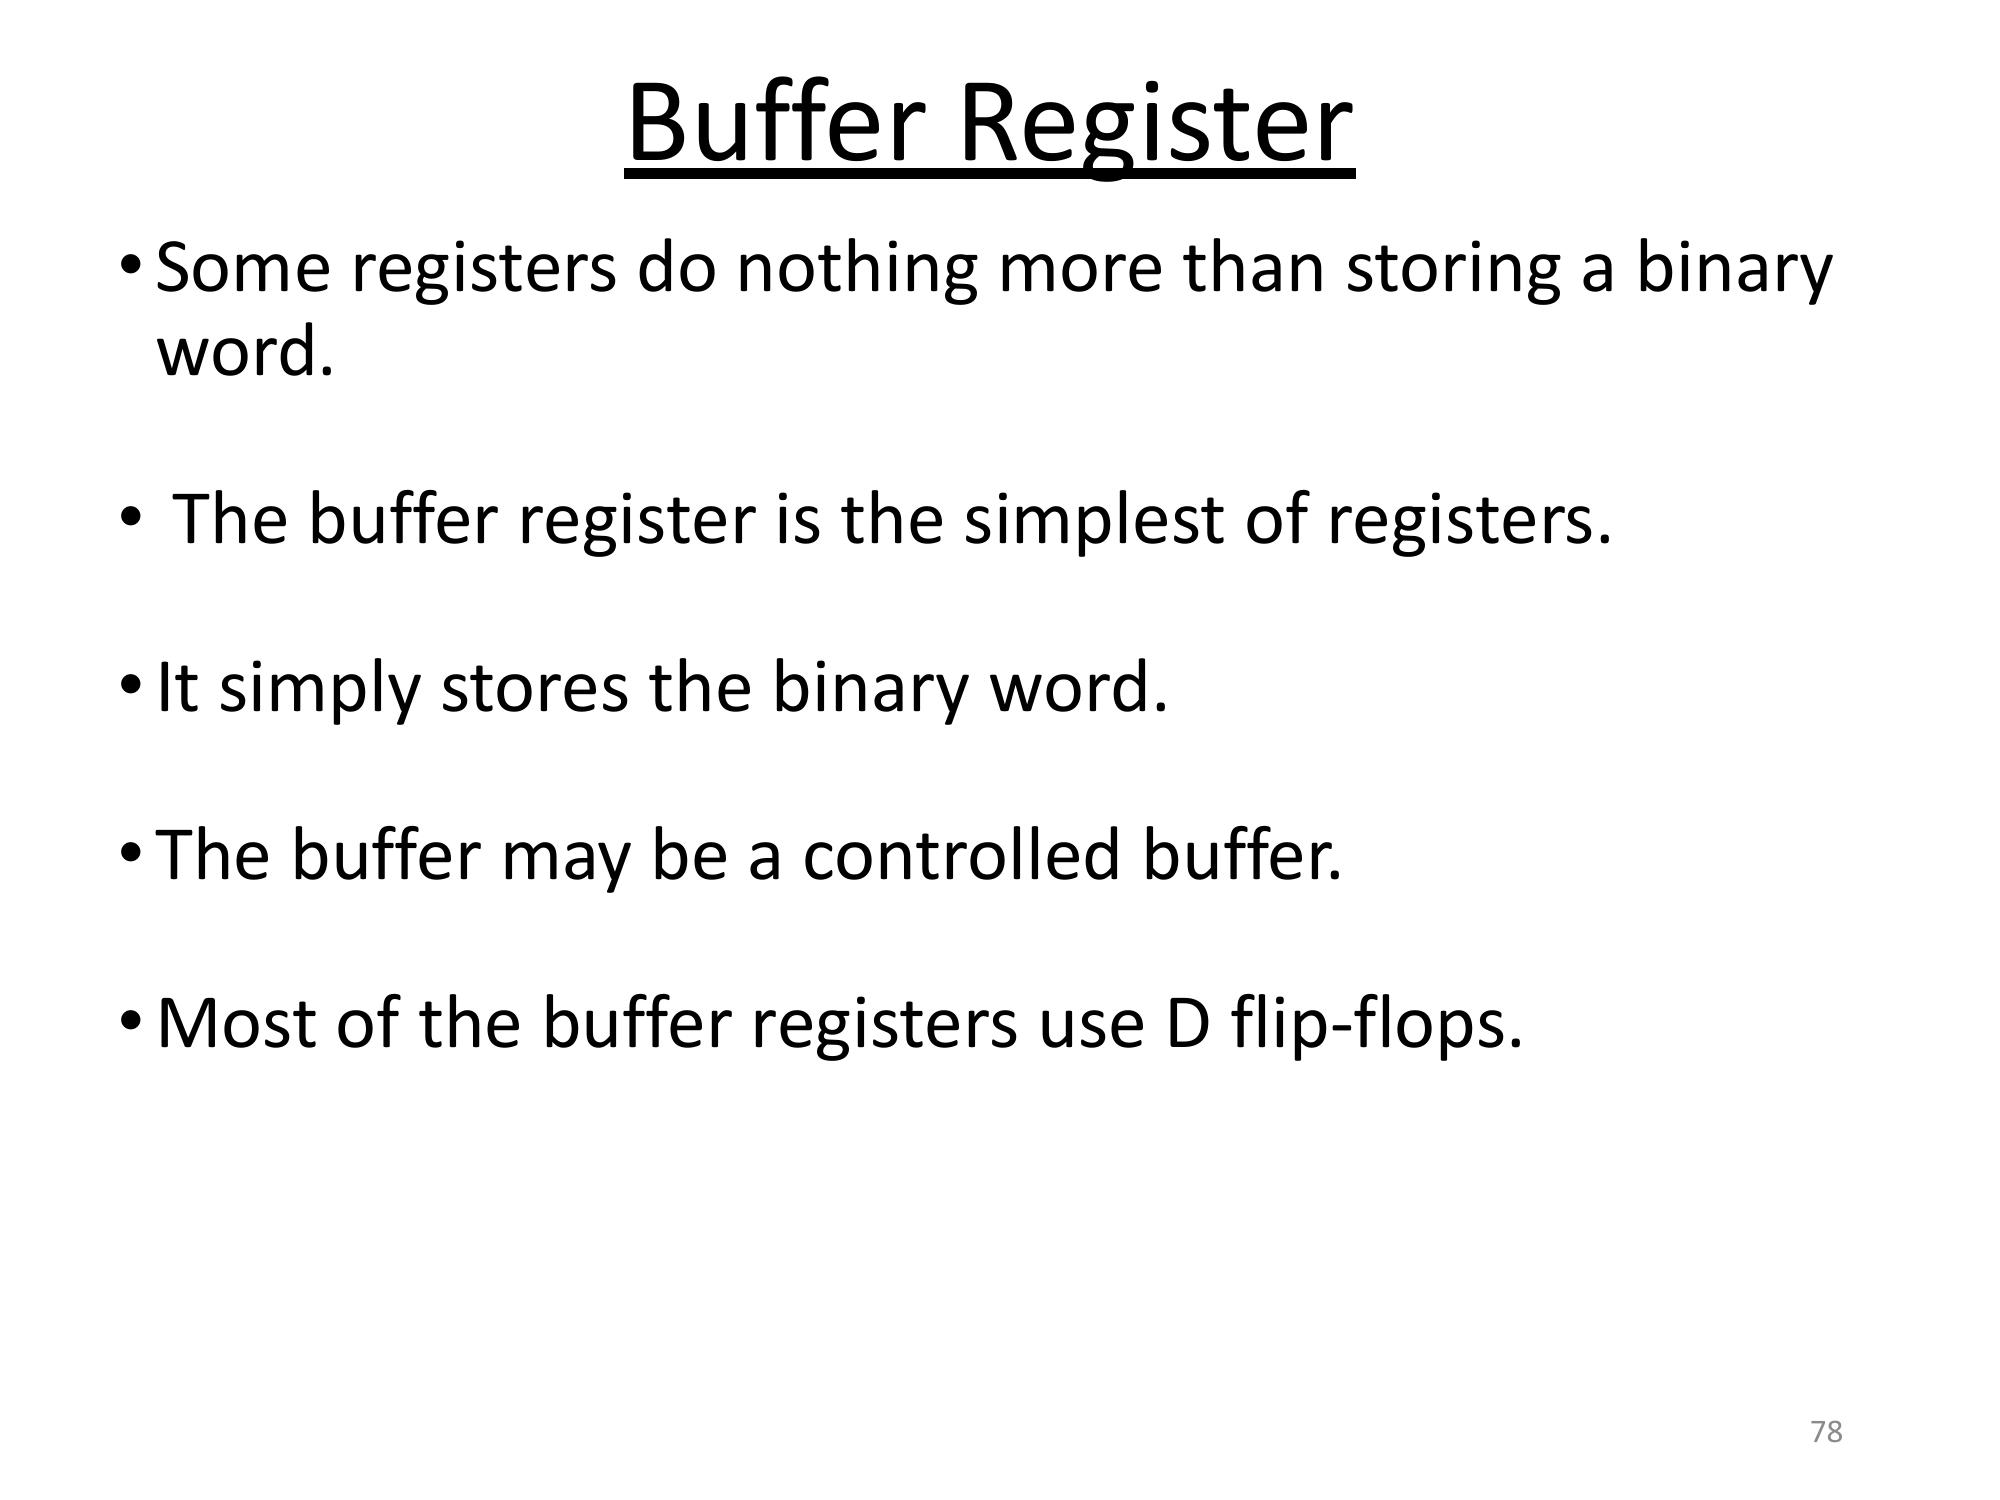 Buffer Register
• Some registers do nothing more than storing a binary
word.
• The buffer register is the simplest of registers.
• It simply stores the binary word.
• The buffer may be a controlled buffer.
• Most of the buffer registers use D flip-flops.
78